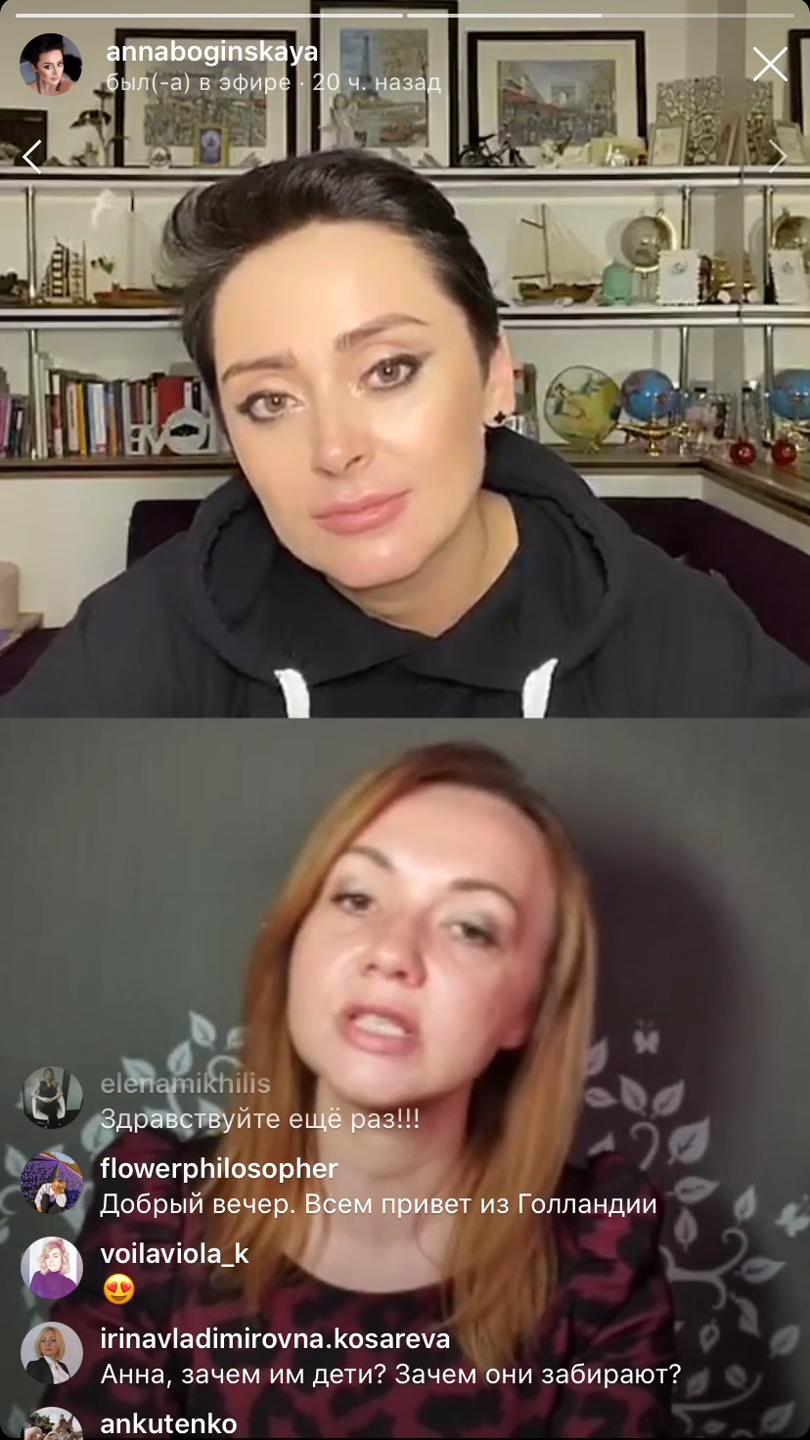 annaboginskaya
был(-а) в эфире · 20 ч. назад
elenamikhilis
Здравствуйте ещё раз!!!
flowerphilosopher
Добрый вечер. Всем привет из Голландии
voilaviola_k
😍
irinavladimirovna.kosareva
Анна, зачем им дети? Зачем они забирают?
ankutenko